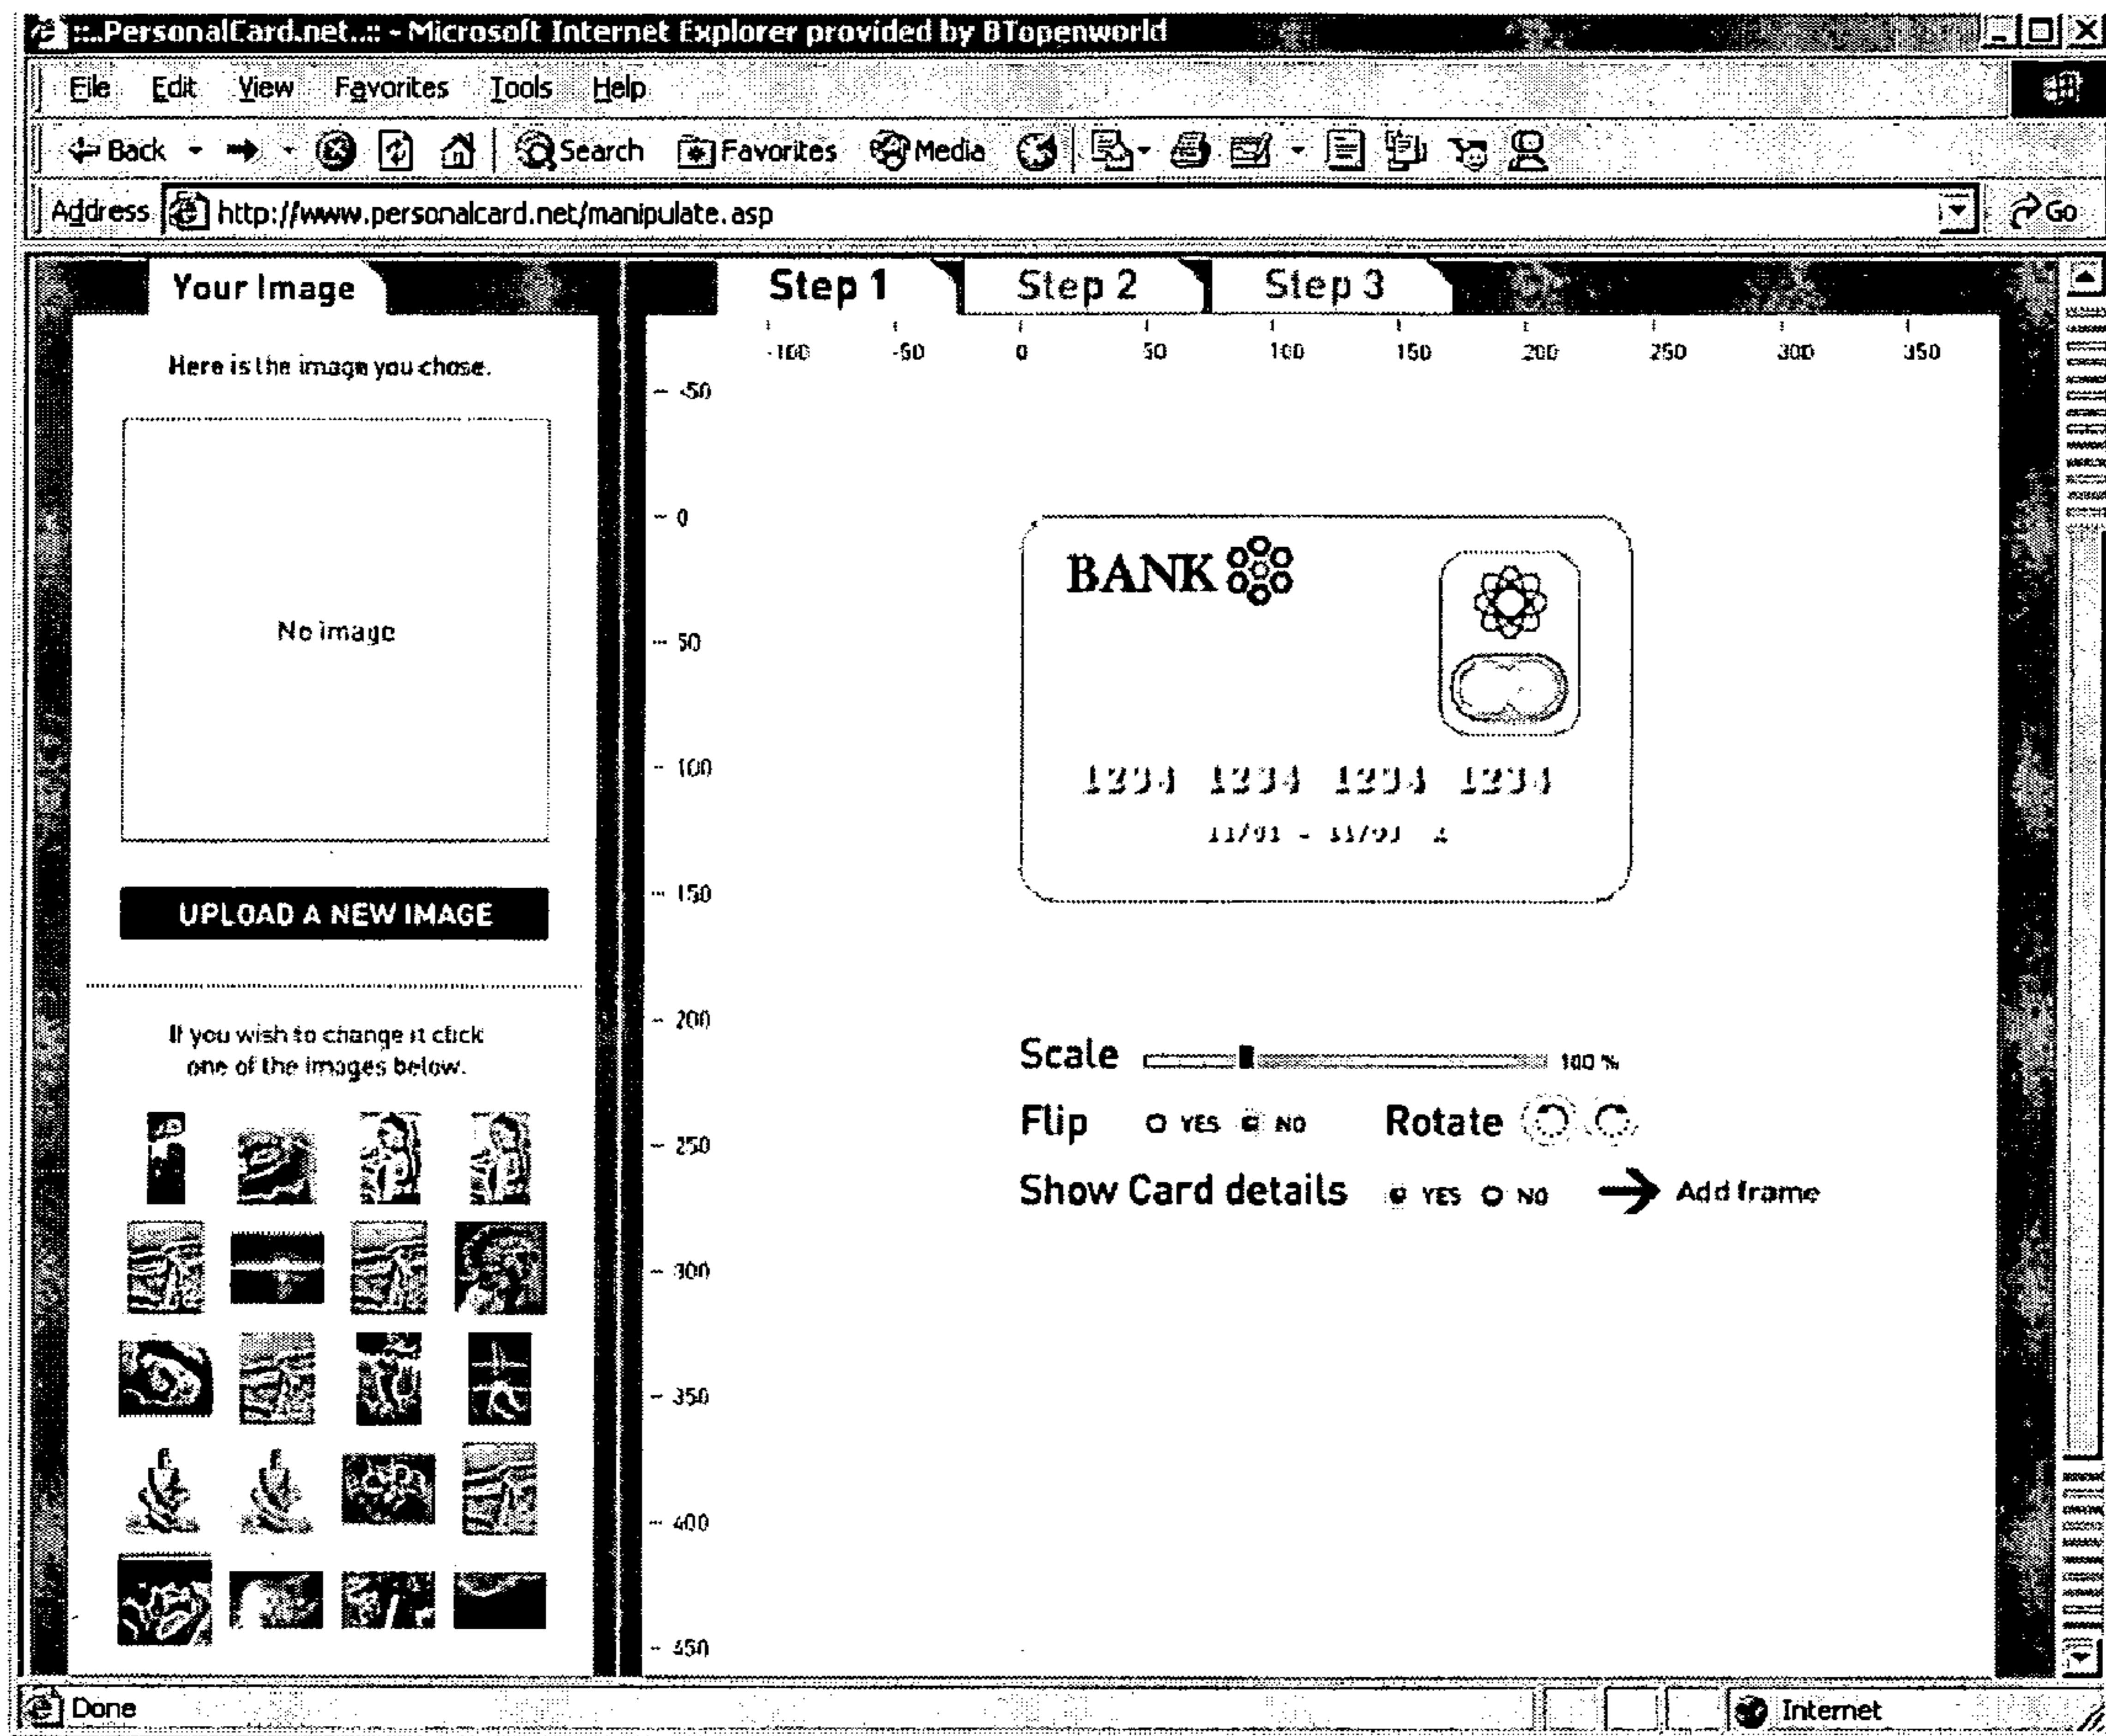 ::..PersonalCard.net..:: - Microsoft Internet Explorer provided by BTopenworld
File Edit View Favorites Tools Help
Back Search Favorites Media
Address http://www.personalcard.net/manipulate.asp Go
Your Image
Here is the image you chose.
No image
UPLOAD A NEW IMAGE
If you wish to change it click
one of the images below.
Step 1 Step 2 Step 3
-100 -50 0 50 100 150 200 250 300 350
-50
0
50
100
150
200
250
300
350
400
450
BANK
1234 1234 1234 1234
Scale 100 %
Flip YES NO Rotate
Show Card details YES NO Add frame
Done Internet